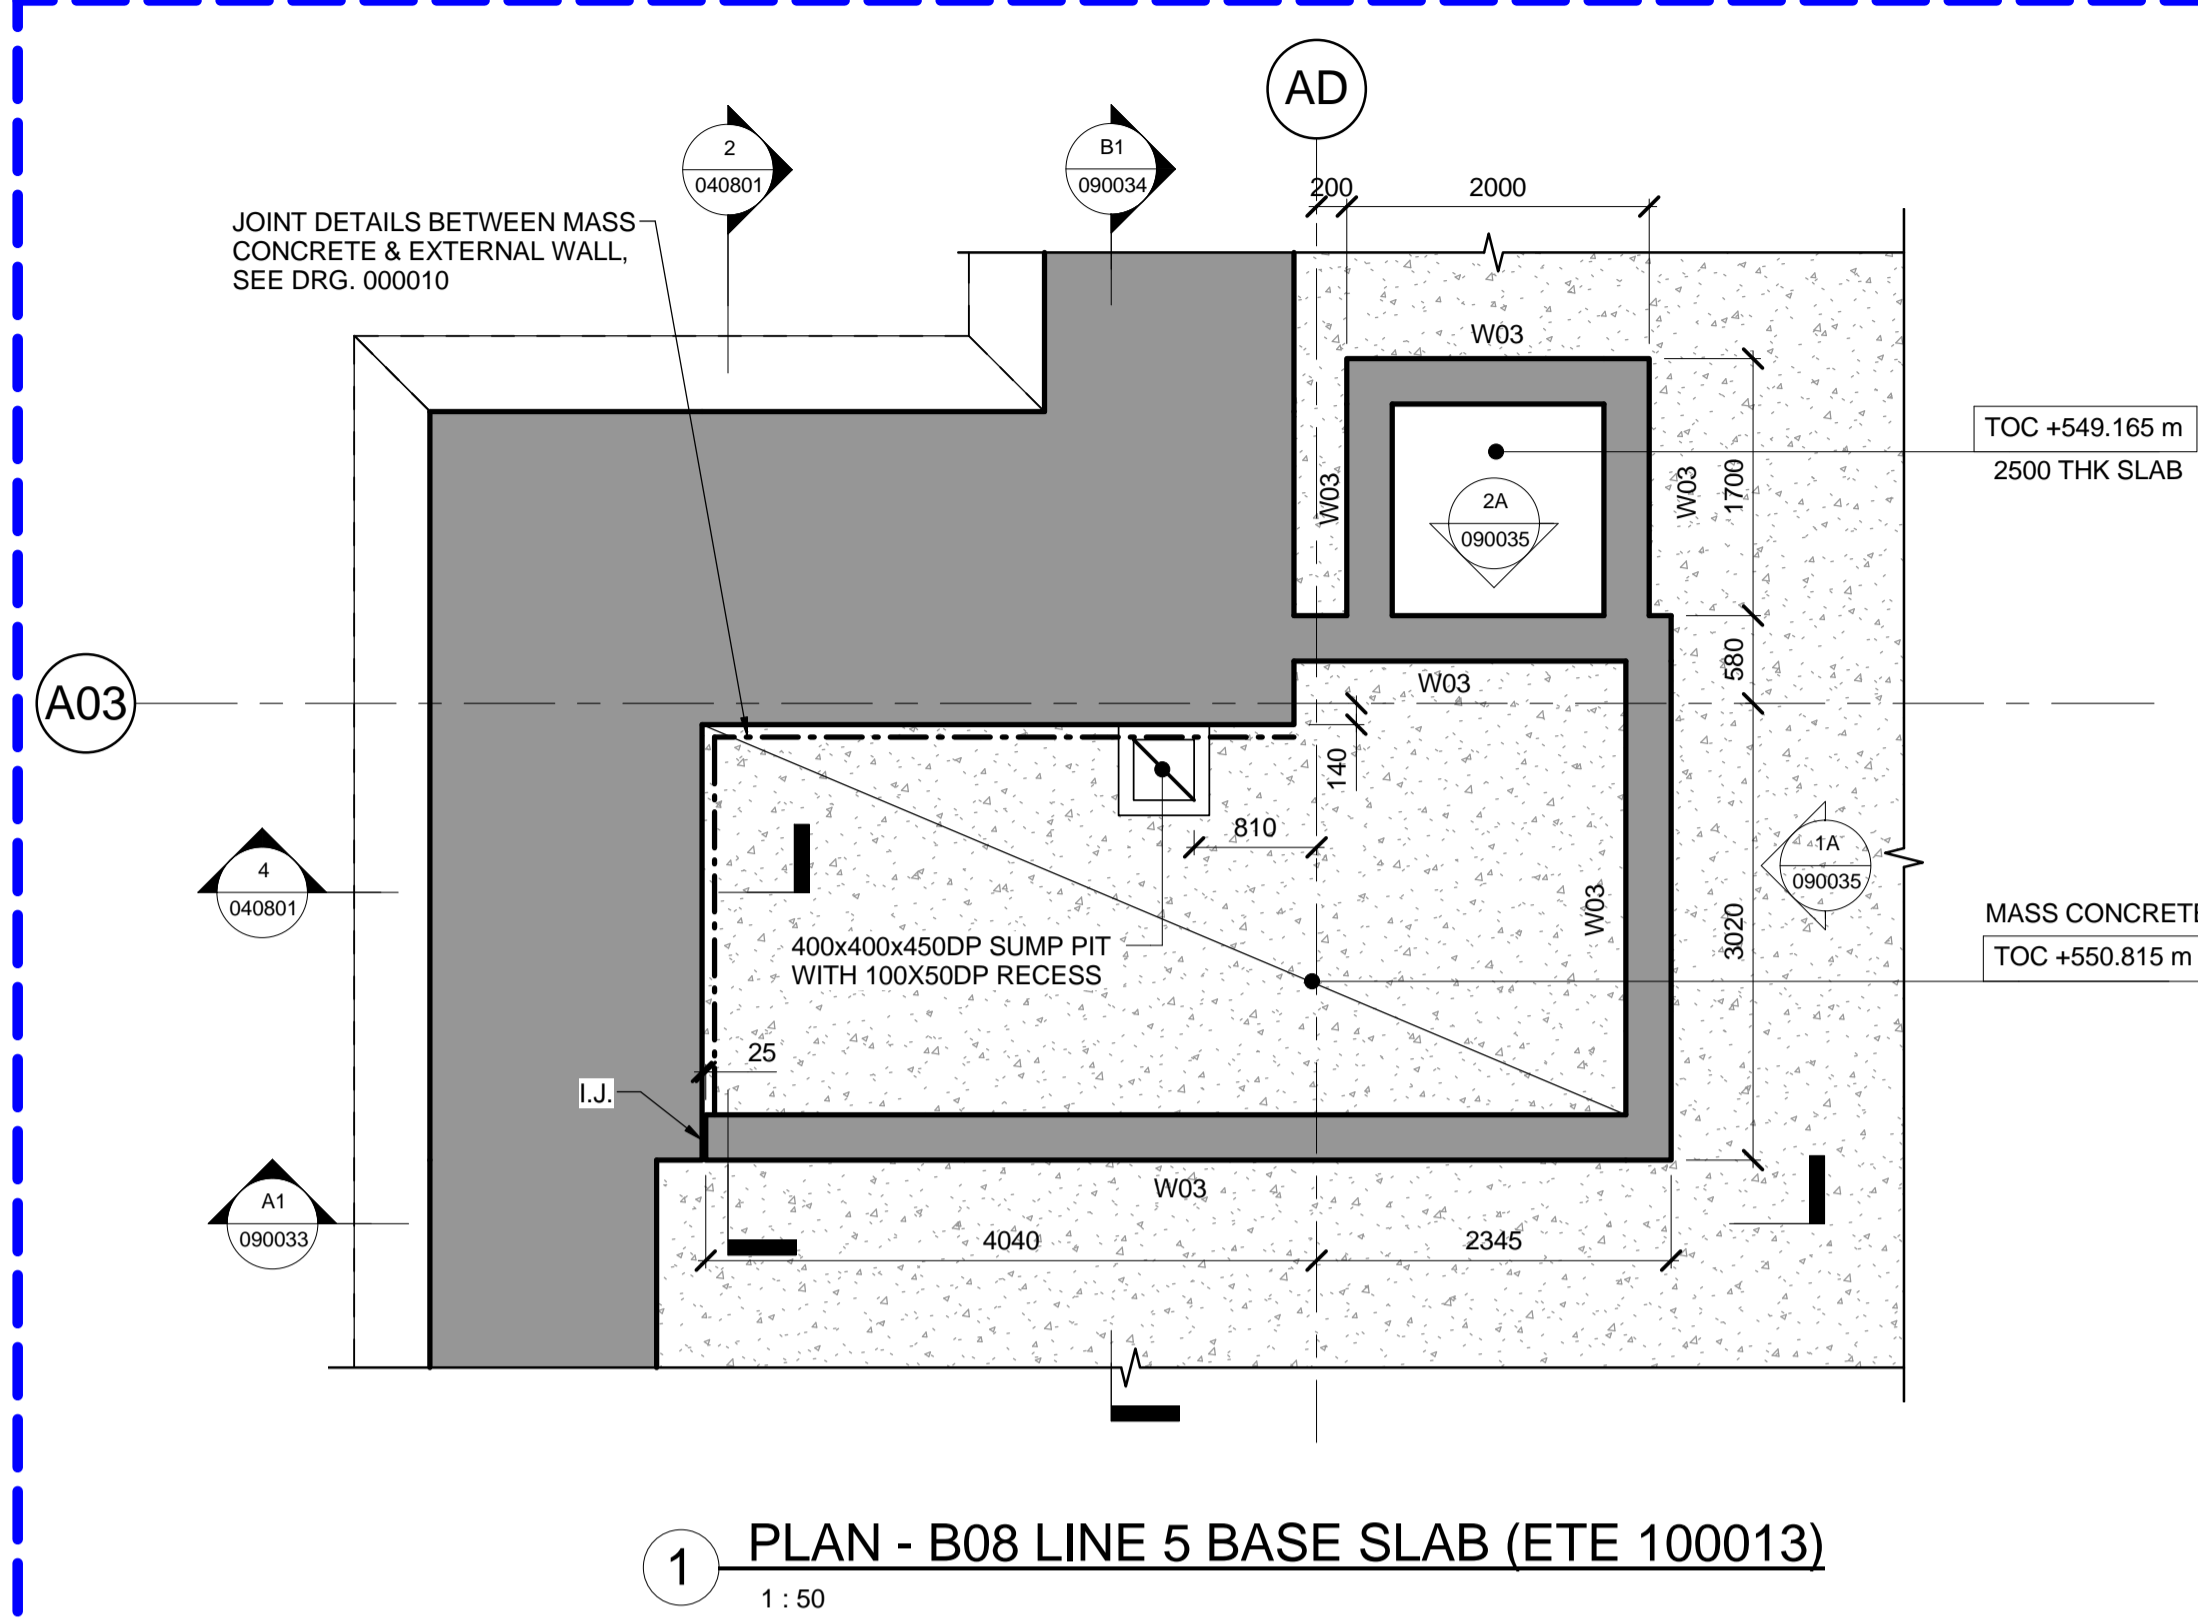 AD
2
040801
B1
090034
200
2000
JOINT DETAILS BETWEEN MASS
CONCRETE & EXTERNAL WALL,
SEE DRG. 000010
W03
TOC +549.165 m
2500 THK SLAB
W03
W03
1700
2A
090035
580
A03
W03
140
810
1A
090035
4
040801
W03
3020
MASS CONCRETE
TOC +550.815 m
400x400x450DP SUMP PIT
WITH 100X50DP RECESS
25
I.J.
W03
A1
090033
4040
2345
1
PLAN - B08 LINE 5 BASE SLAB (ETE 100013)
1 : 50